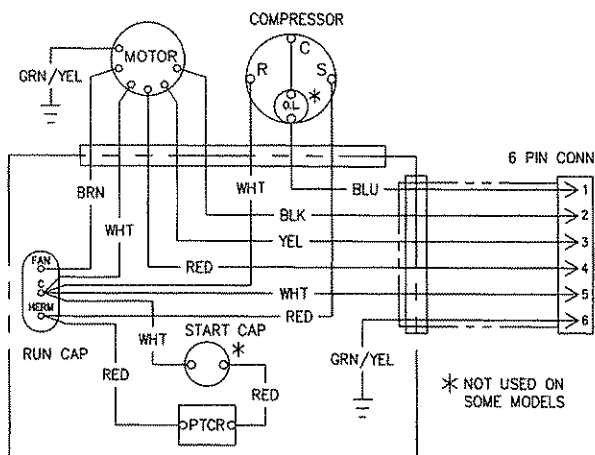 COMPRESSOR
MOTOR
C
R
S
O.L
*
GRN/YEL
6 PIN CONN
BRN
WHT
WHT
BLU
1
BLK
2
YEL
3
FAN
RED
4
C
WHT
5
HERM
RED
6
RUN CAP
WHT
START CAP
*
GRN/YEL
RED
RED
PTCR
* NOT USED ON
SOME MODELS